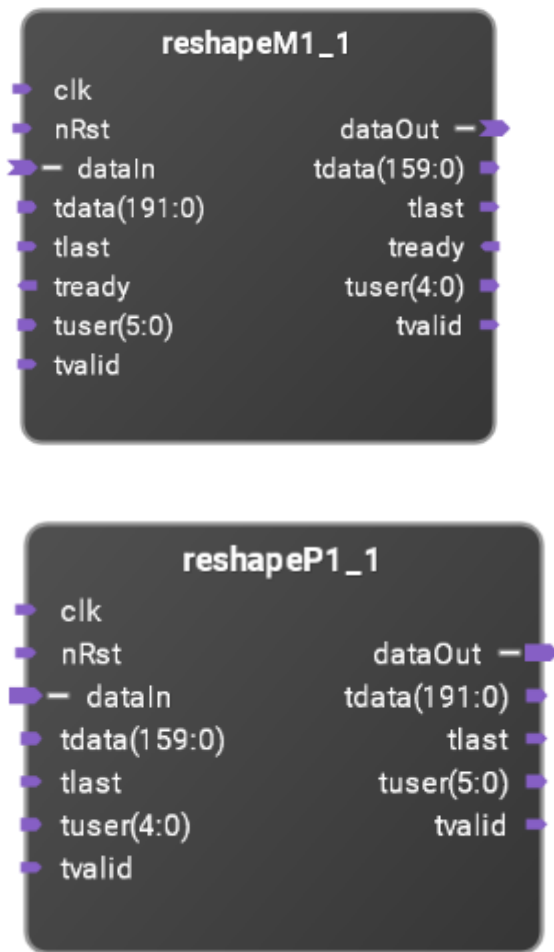 reshapeM1_1
clk
nRst dataOut
dataIn tdata(159:0)
tdata(191:0) tlast
tlast tready
tready tuser(4:0)
tuser(5:0) tvalid
tvalid
reshapeP1_1
clk
nRst dataOut
dataIn tdata(191:0)
tdata(159:0) tlast
tlast tuser(5:0)
tuser(4:0) tvalid
tvalid